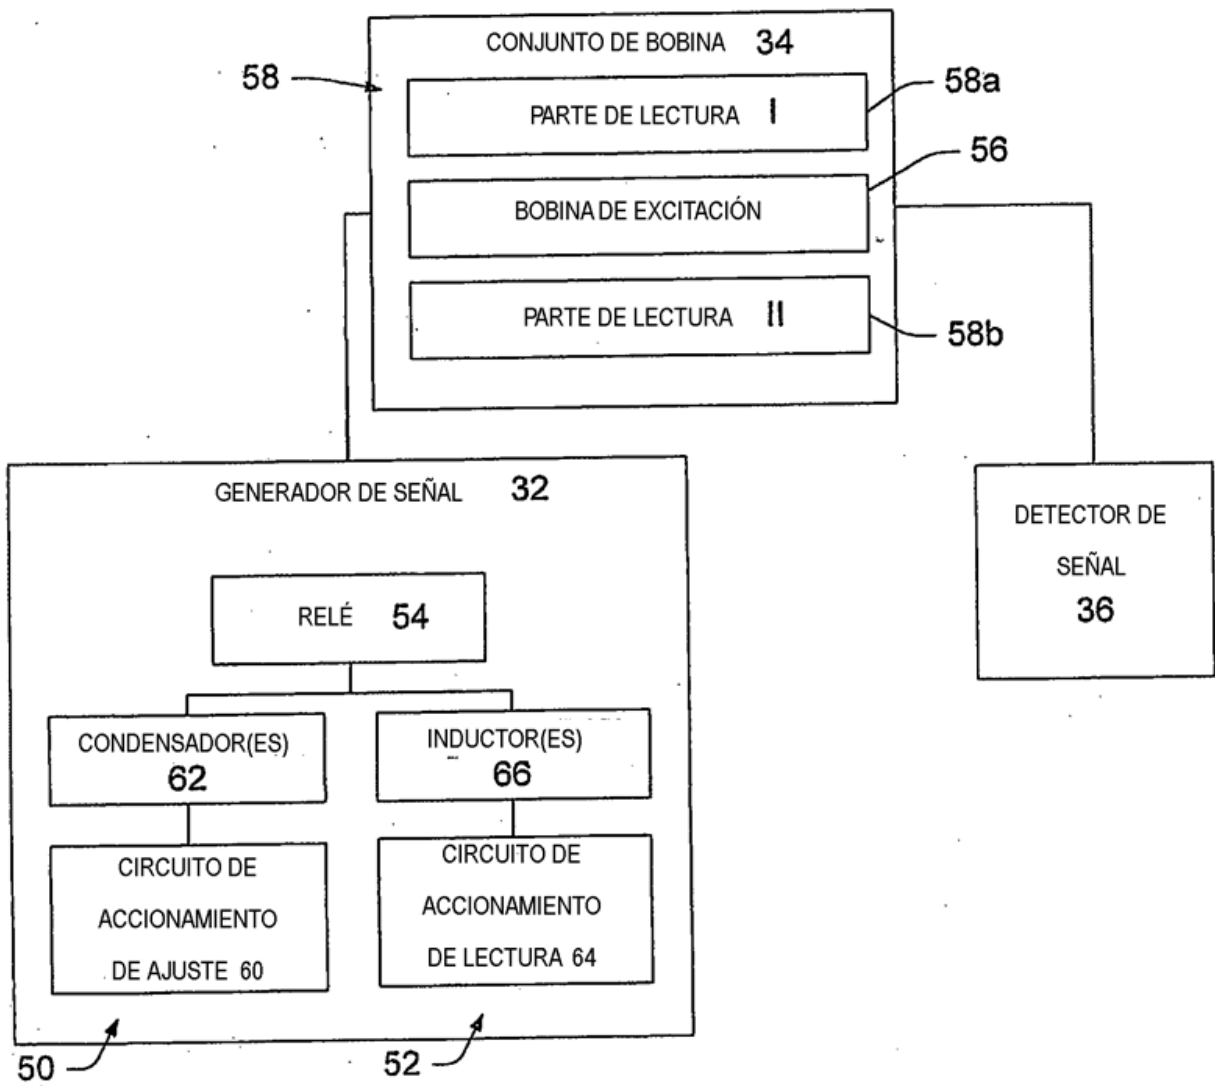 CONJUNTO DE BOBINA 34
58
58a
PARTE DE LECTURA I
56
BOBINA DE EXCITACIÓN
PARTE DE LECTURA II
58b
GENERADOR DE SEÑAL 32
DETECTOR DE
SEÑAL
36
RELÉ 54
CONDENSADOR(ES)
62
INDUCTOR(ES)
66
CIRCUITO DE
ACCIONAMIENTO
DE AJUSTE 60
CIRCUITO DE
ACCIONAMIENTO
DE LECTURA 64
50
52